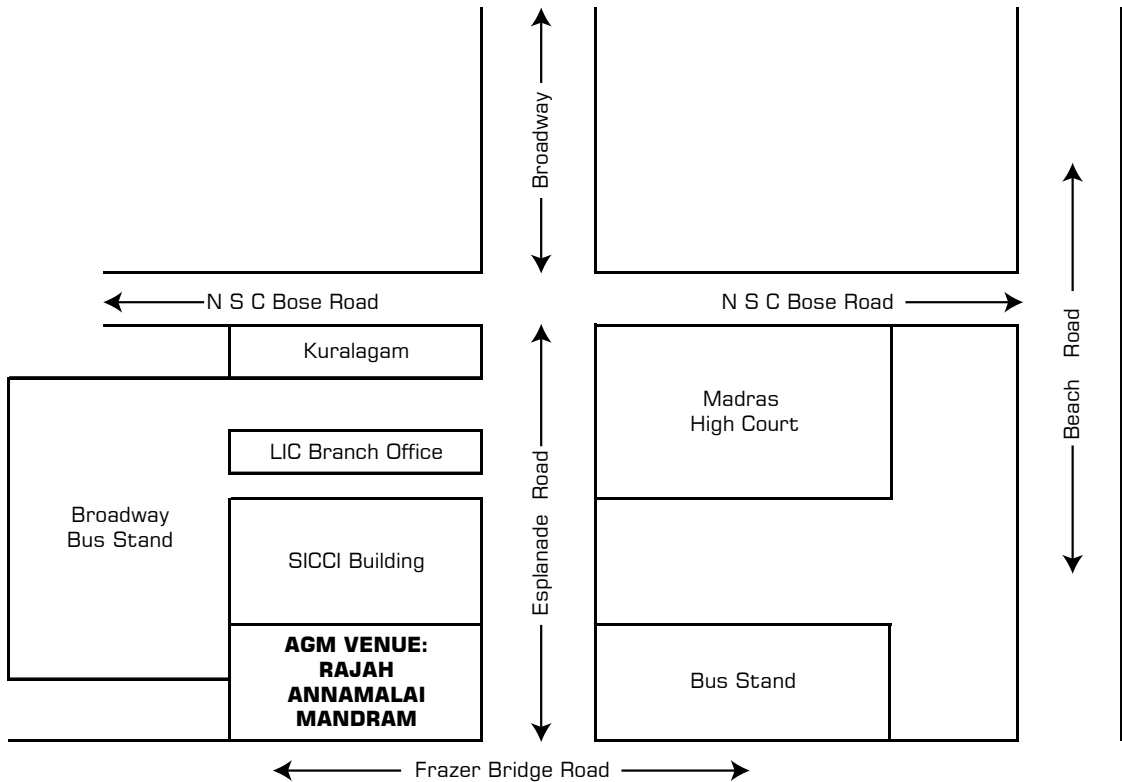 Broadway
N S C Bose Road
N S C Bose Road
Kuralagam
Madras
High Court
Beach Road
LIC Branch Office
Broadway
Bus Stand
SICCI Building
Esplanade Road
AGM VENUE:
RAJAH
ANNAMALAI
MANDRAM
Bus Stand
Frazer Bridge Road